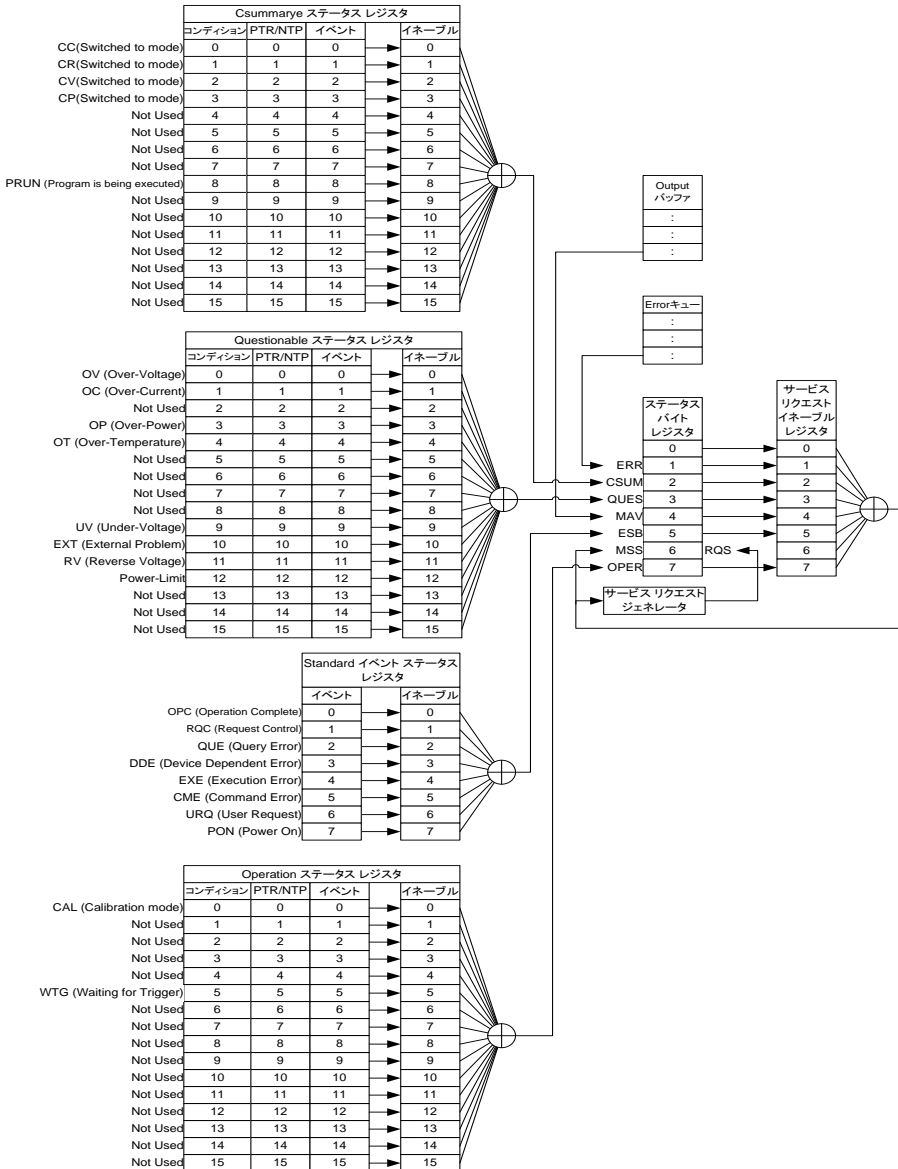 Csummarye ステータス レジスタ
コンディション PTR/NTP イベント イネーブル
CC(Switched to mode) 0 0 0 0
CR(Switched to mode) 1 1 1 1
CV(Switched to mode) 2 2 2 2
CP(Switched to mode) 3 3 3 3
Not Used 4 4 4 4
Not Used 5 5 5 5
Not Used 6 6 6 6
Not Used 7 7 7 7
PRUN (Program is being executed) 8 8 8 8
Not Used 9 9 9 9
Not Used 10 10 10 10
Not Used 11 11 11 11
Not Used 12 12 12 12
Not Used 13 13 13 13
Not Used 14 14 14 14
Not Used 15 15 15 15
Output
バッファ
:
:
:
Errorキュー
:
:
:
Questionable ステータス レジスタ
コンディション PTR/NTP イベント イネーブル
OV (Over-Voltage) 0 0 0 0
OC (Over-Current) 1 1 1 1
Not Used 2 2 2 2
OP (Over-Power) 3 3 3 3
OT (Over-Temperature) 4 4 4 4
Not Used 5 5 5 5
Not Used 6 6 6 6
Not Used 7 7 7 7
Not Used 8 8 8 8
UV (Under-Voltage) 9 9 9 9
EXT (External Problem) 10 10 10 10
RV (Reverse Voltage) 11 11 11 11
Power-Limit 12 12 12 12
Not Used 13 13 13 13
Not Used 14 14 14 14
Not Used 15 15 15 15
ステータス
バイト
レジスタ
サービス
リクエスト
イネーブル
レジスタ
0 0
ERR 1 1
CSUM 2 2
QUES 3 3
MAV 4 4
ESB 5 5
MSS 6 RQS 6
OPER 7 7
サービス リクエスト
ジェネレータ
Standard イベント ステータス
レジスタ
イベント イネーブル
OPC (Operation Complete) 0 0
RQC (Request Control) 1 1
QUE (Query Error) 2 2
DDE (Device Dependent Error) 3 3
EXE (Execution Error) 4 4
CME (Command Error) 5 5
URQ (User Request) 6 6
PON (Power On) 7 7
Operation ステータス レジスタ
コンディション PTR/NTP イベント イネーブル
CAL (Calibration mode) 0 0 0 0
Not Used 1 1 1 1
Not Used 2 2 2 2
Not Used 3 3 3 3
Not Used 4 4 4 4
WTG (Waiting for Trigger) 5 5 5 5
Not Used 6 6 6 6
Not Used 7 7 7 7
Not Used 8 8 8 8
Not Used 9 9 9 9
Not Used 10 10 10 10
Not Used 11 11 11 11
Not Used 12 12 12 12
Not Used 13 13 13 13
Not Used 14 14 14 14
Not Used 15 15 15 15